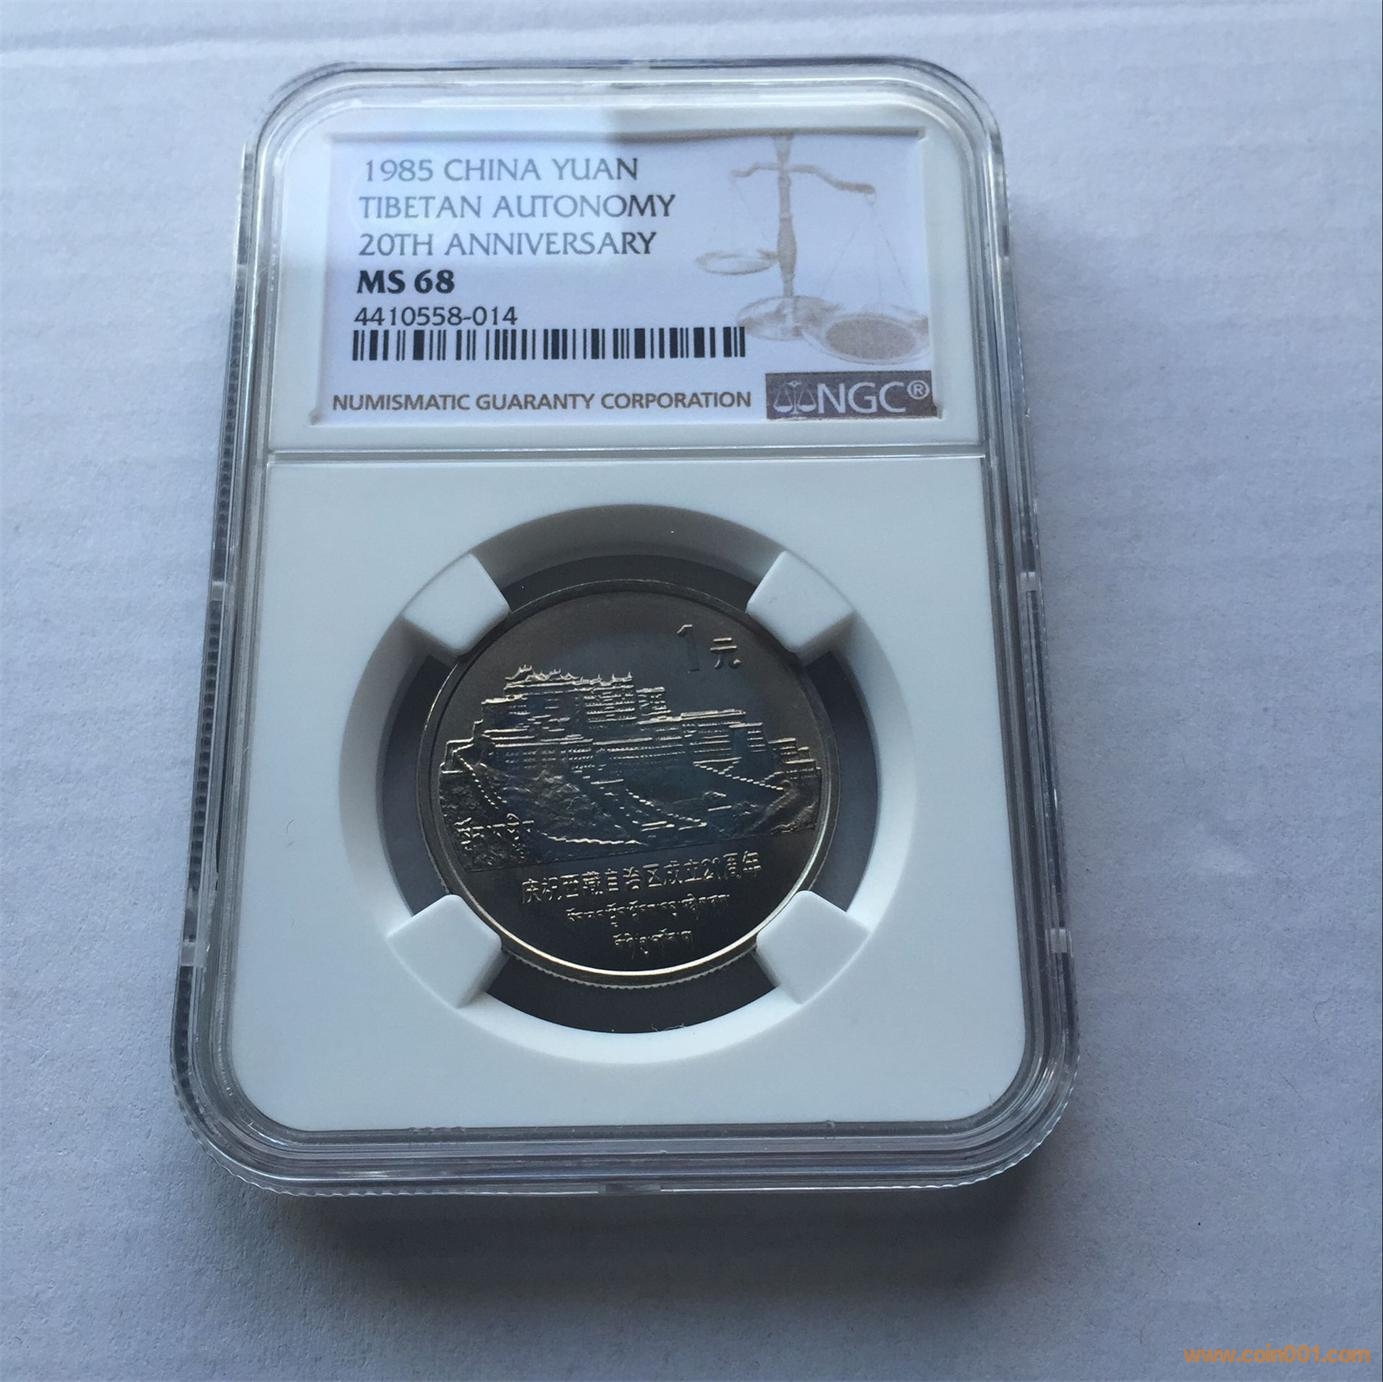 1985 CHINA YUAN
TIBETAN AUTONOMY
20TH ANNIVERSARY
MS 68
4410558-014
NUMISMATIC GUARANTY CORPORATION NGC®
1元
庆祝西藏自治区成立20周年
www.coin001.com